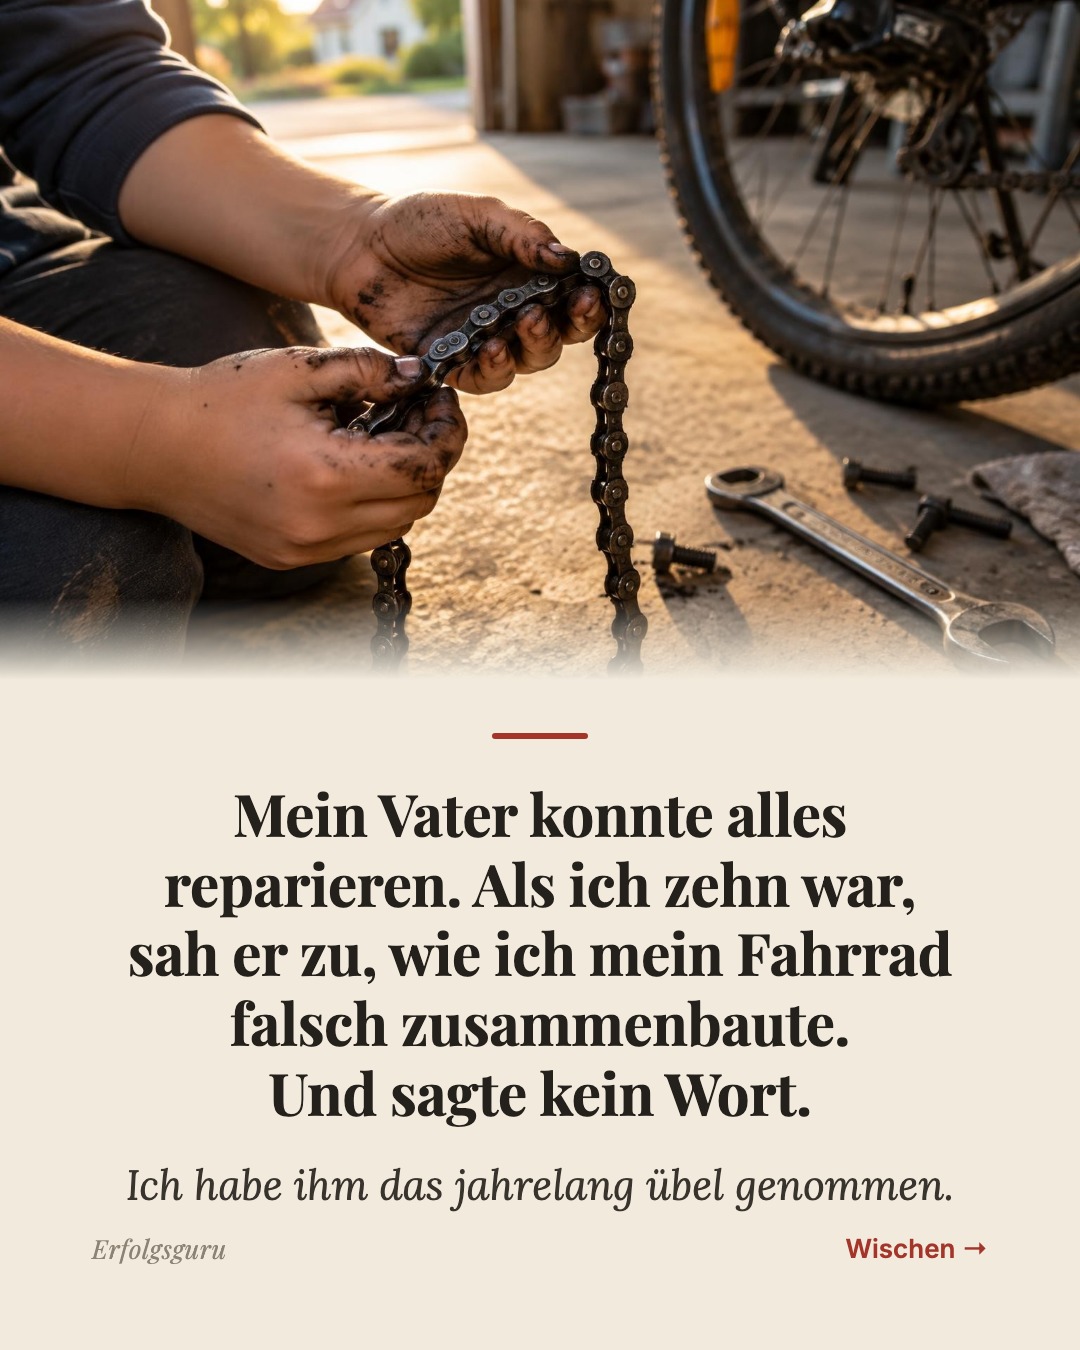 Mein Vater konnte alles
reparieren. Als ich zehn war,
sah er zu, wie ich mein Fahrrad
falsch zusammenbaute.
Und sagte kein Wort.
Ich habe ihm das jahrelang übel genommen.
Erfolgsguru
Wischen →